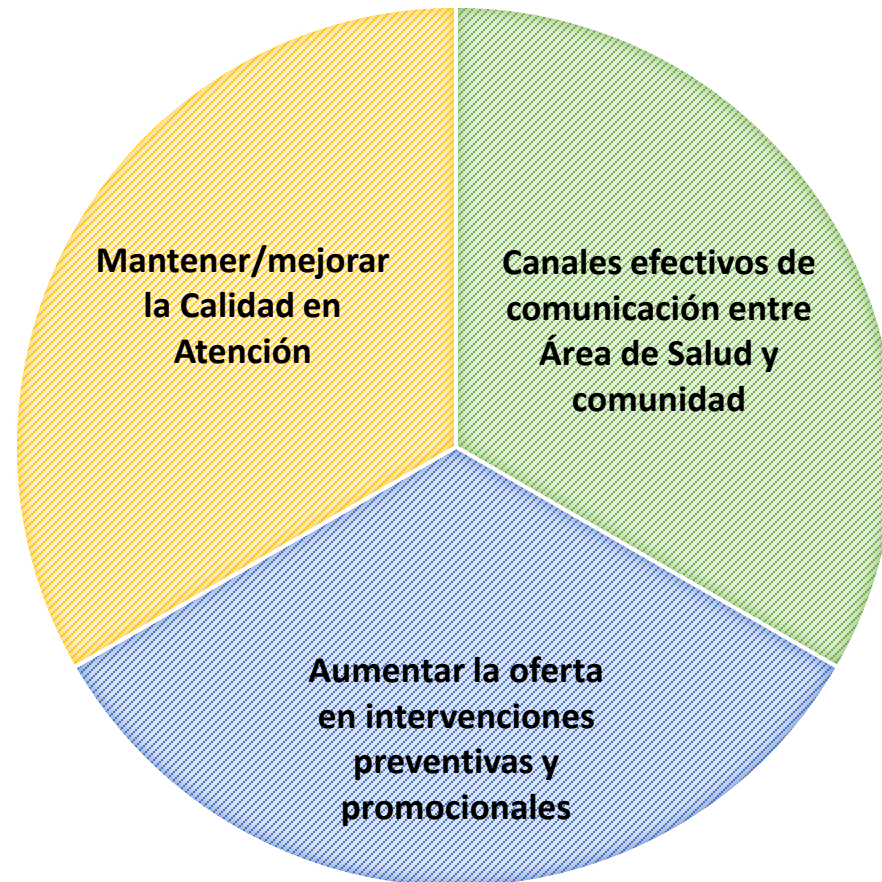 Mantener/mejorar
la Calidad en
Atención
Canales efectivos de
comunicación entre
Área de Salud y
comunidad
Aumentar la oferta
en intervenciones
preventivas y
promocionales